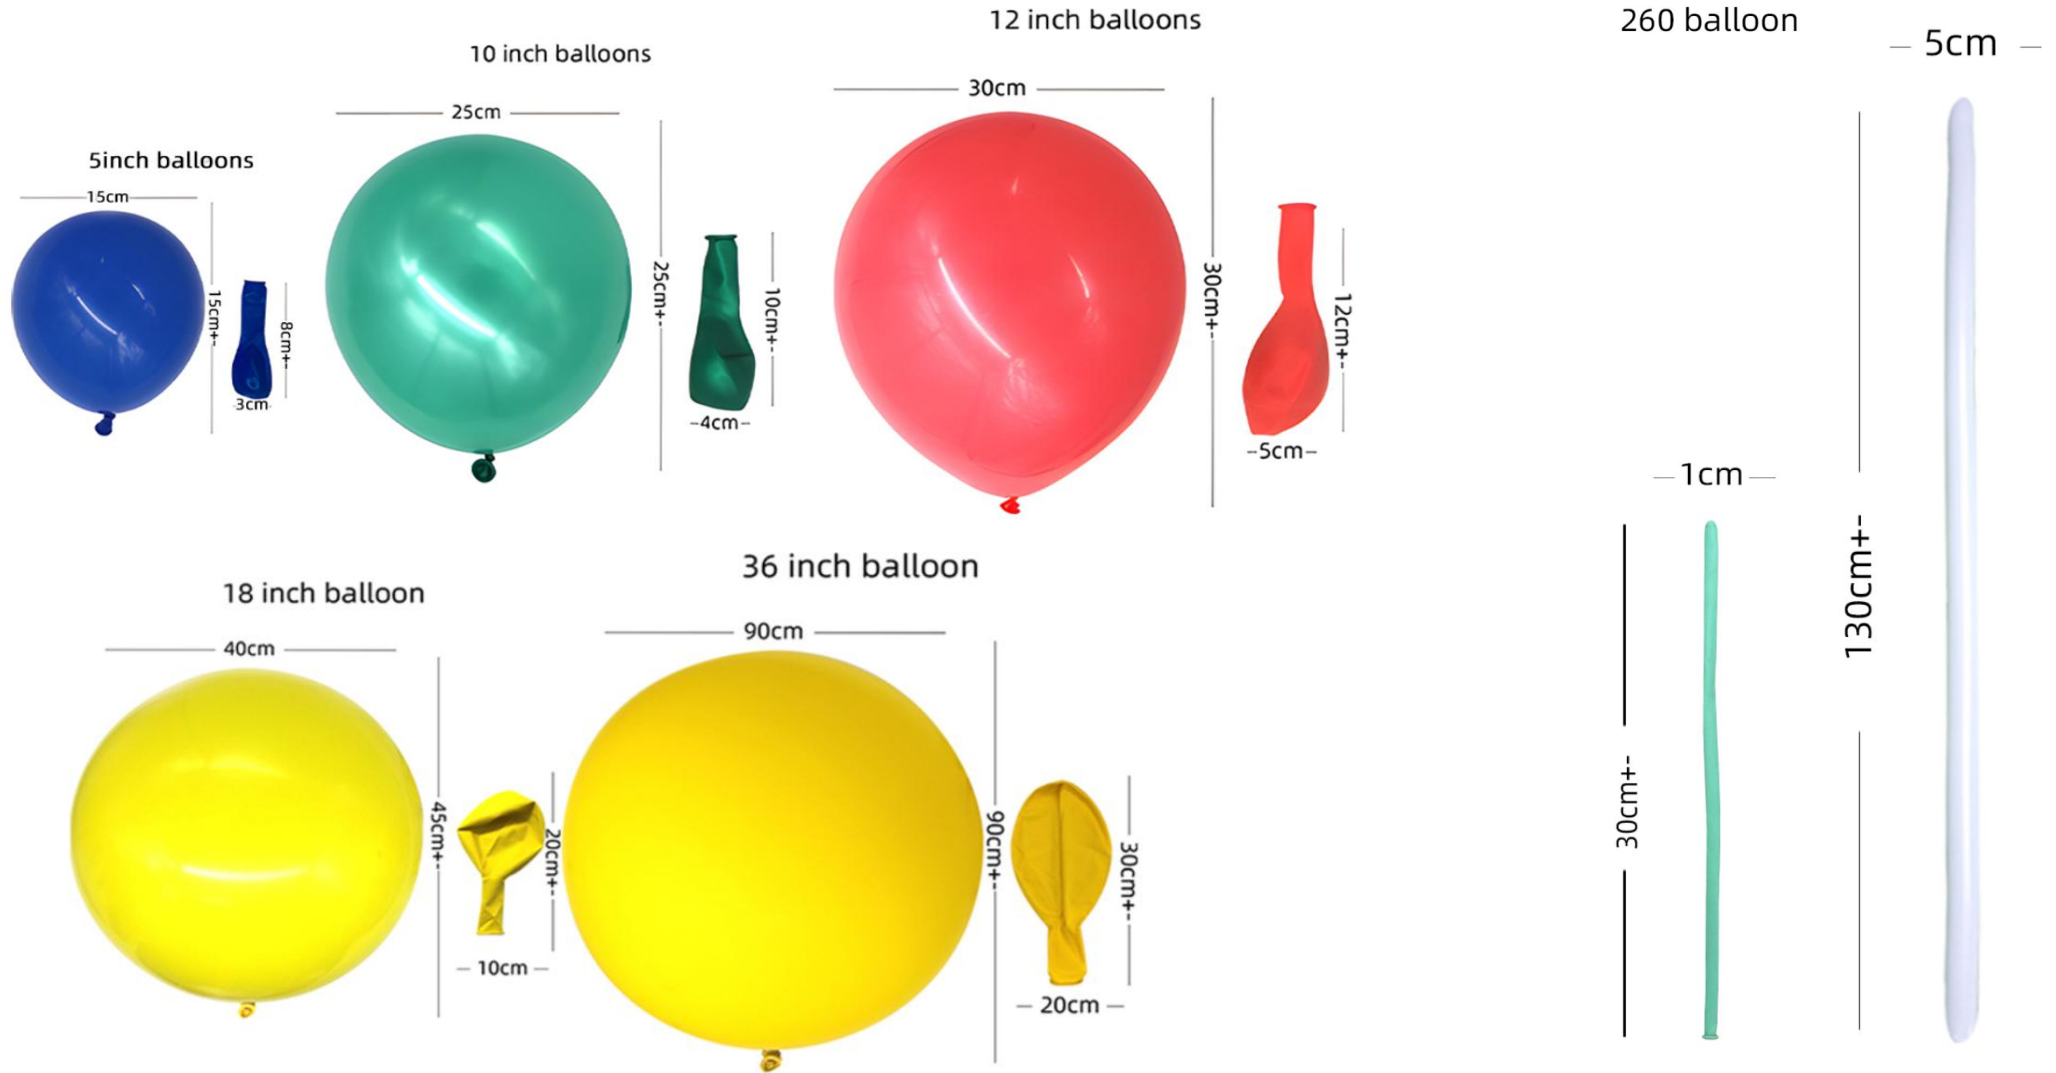 5inch balloons
15cm
15cm+-
8cm+-
3cm
10 inch balloons
25cm
25cm+-
10cm+-
4cm
12 inch balloons
30cm
30cm+-
12cm+-
5cm
18 inch balloon
40cm
45cm+-
20cm+-
10cm
36 inch balloon
90cm
90cm+-
30cm+-
20cm
260 balloon
1cm
30cm+-
5cm
130cm+-